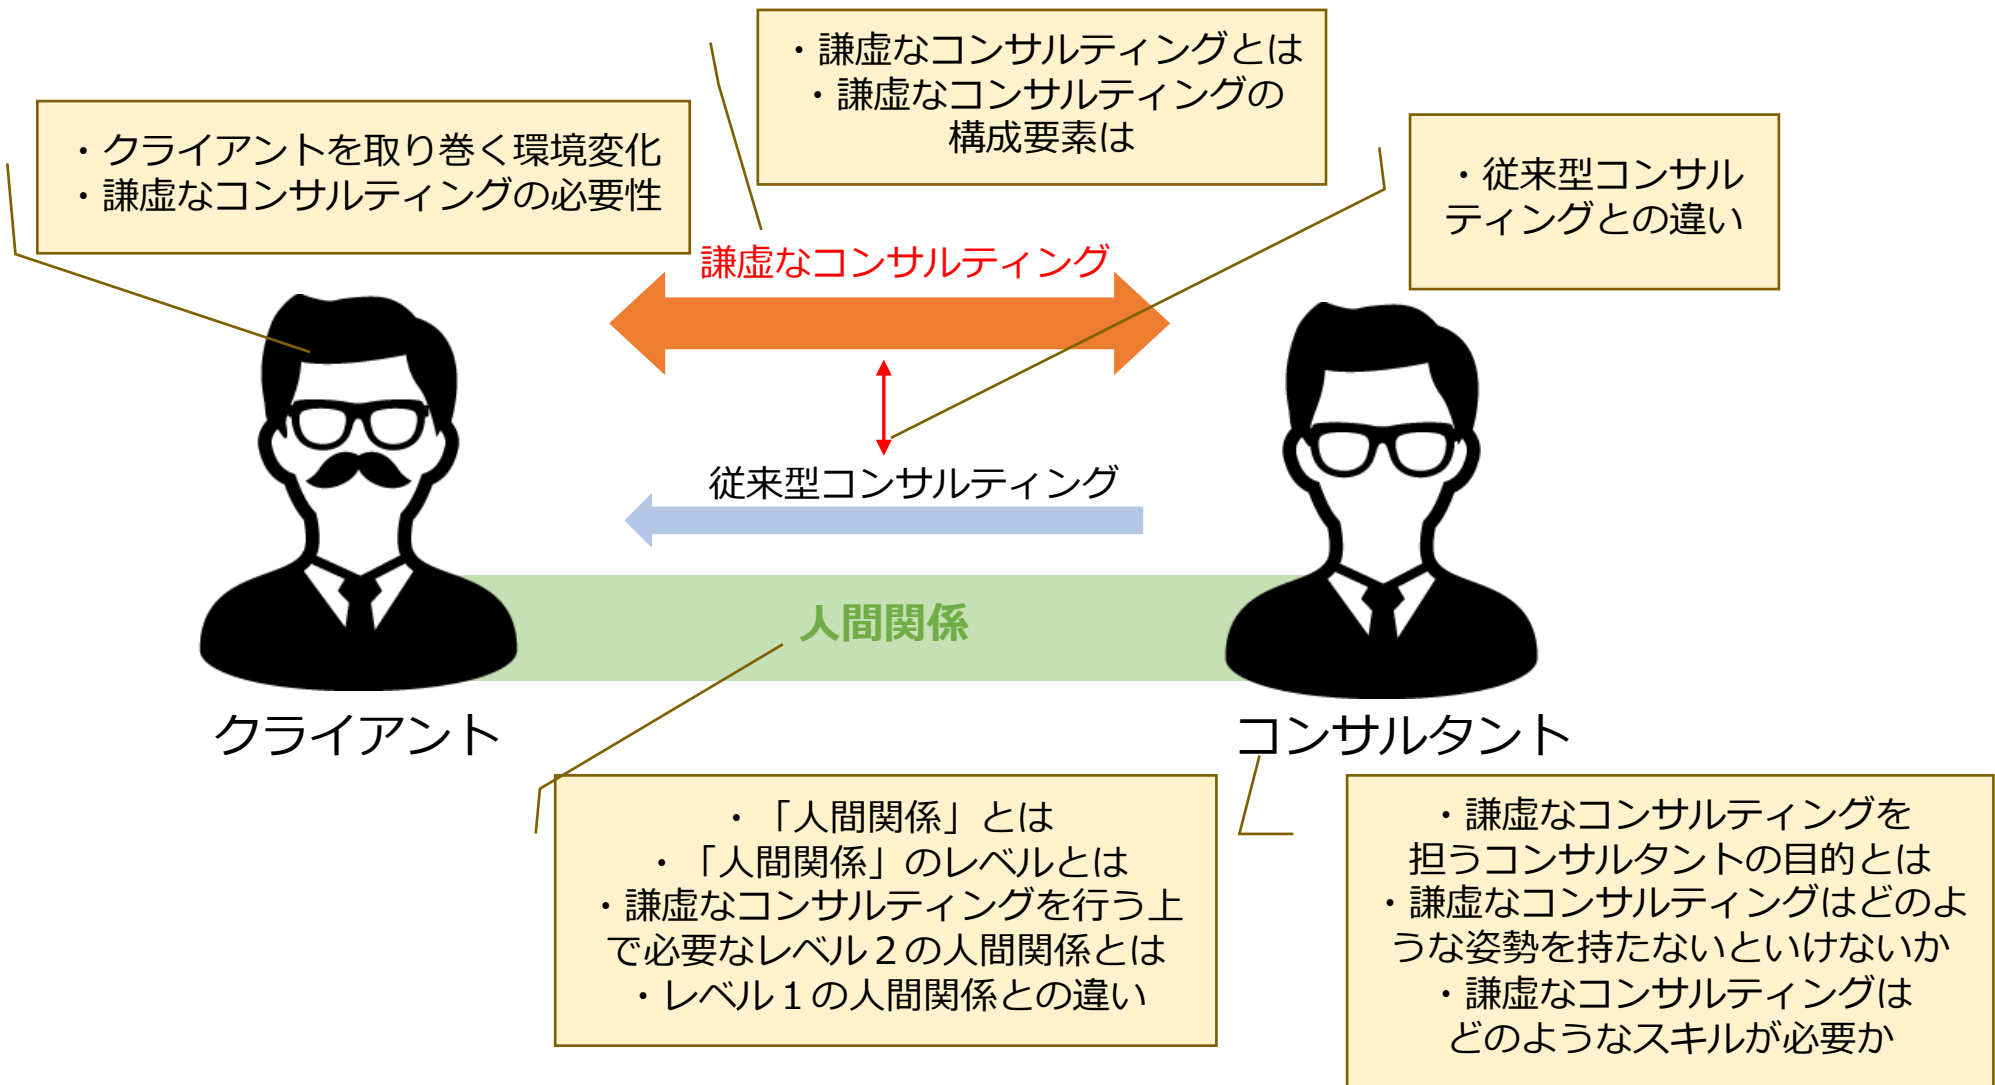 ・謙虚なコンサルティングとは
・謙虚なコンサルティングの
構成要素は
・クライアントを取り巻く環境変化
・謙虚なコンサルティングの必要性
・従来型コンサル
ティングとの違い
謙虚なコンサルティング
従来型コンサルティング
人間関係
クライアント
コンサルタント
・「人間関係」とは
・「人間関係」のレベルとは
・謙虚なコンサルティングを行う上
で必要なレベル２の人間関係とは
・レベル１の人間関係との違い
・謙虚なコンサルティングを
担うコンサルタントの目的とは
・謙虚なコンサルティングはどのよ
うな姿勢を持たないといけないか
・謙虚なコンサルティングは
どのようなスキルが必要か